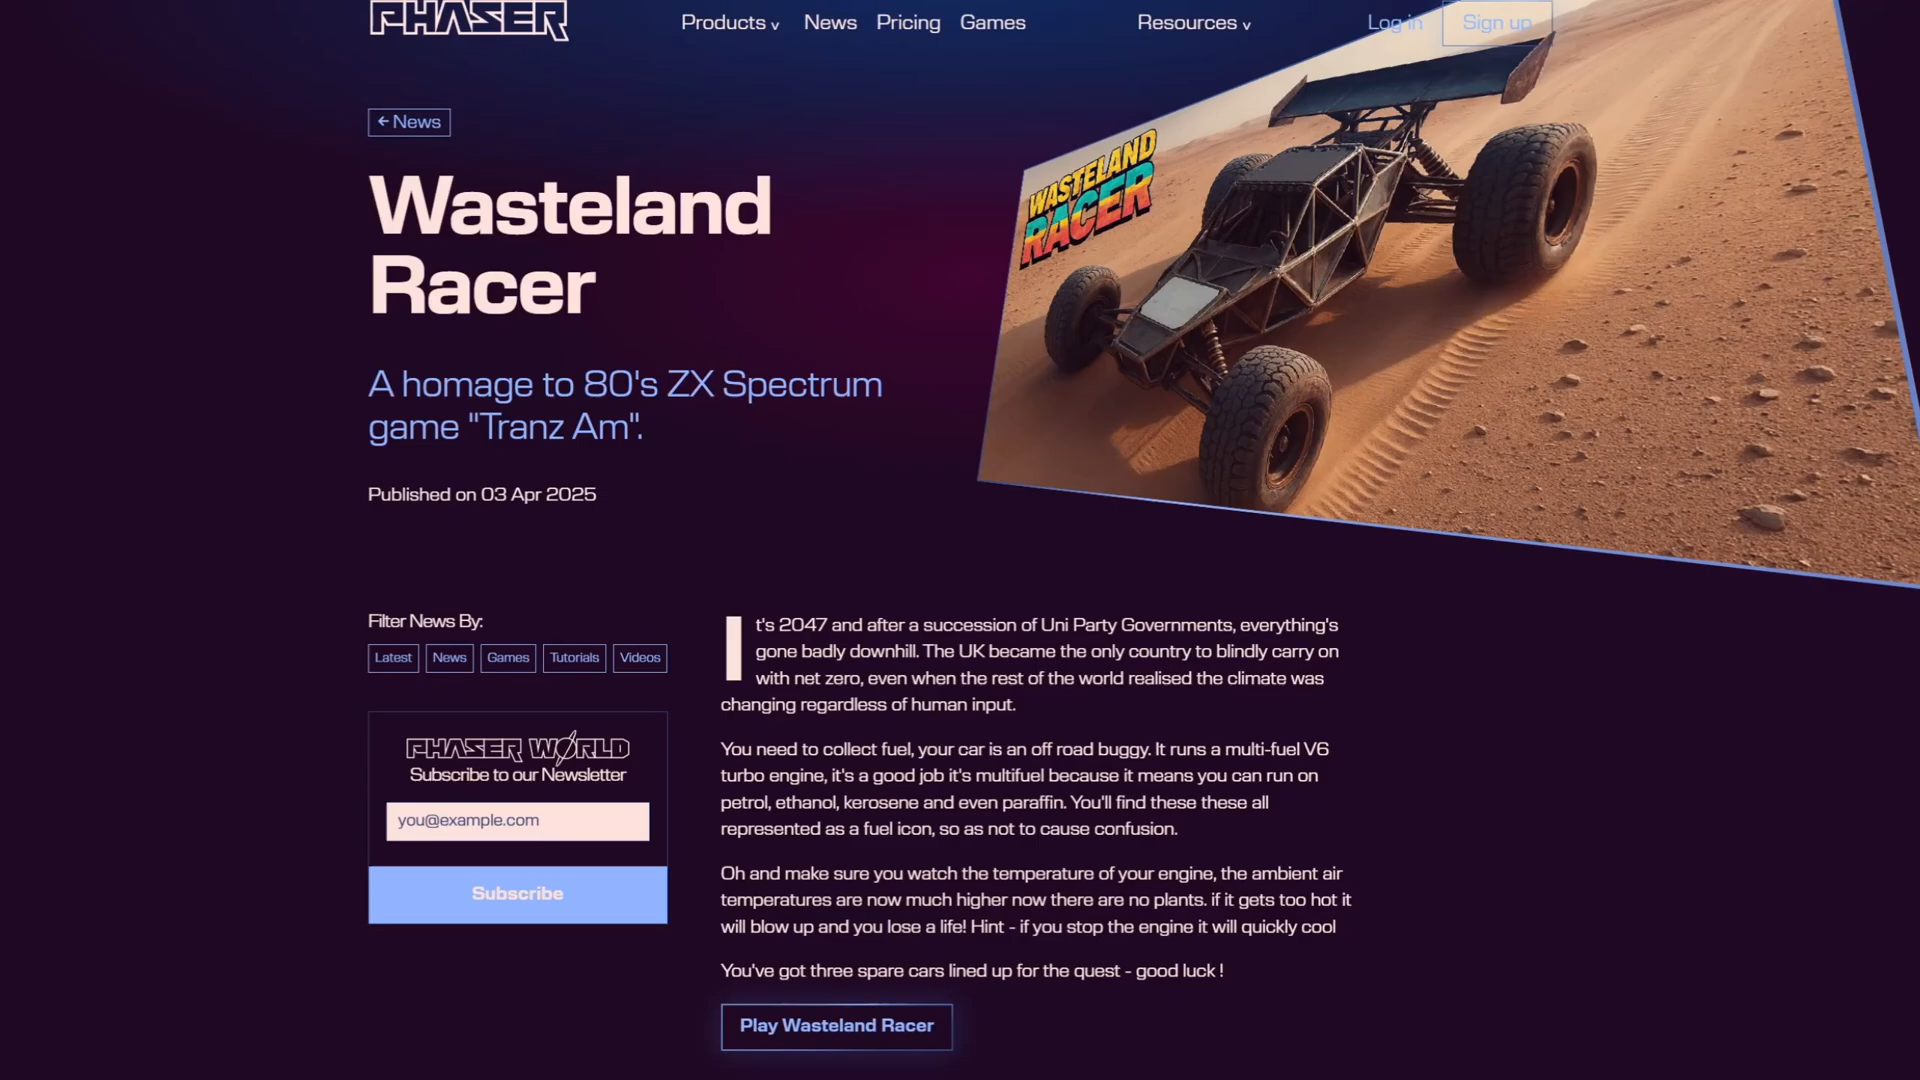 PHASER
Products v
News
Pricing
Games
Resources v
Log in
Sign up
← News
Wasteland
Racer
WASTELAND
RACER
A homage to 80's ZX Spectrum
game "Tranz Am".
Published on 03 Apr 2025
Filter News By:
Latest
News
Games
Tutorials
Videos
PHASER WORLD
Subscribe to our Newsletter
you@example.com
Subscribe
It's 2047 and after a succession of Uni Party Governments, everything's
gone badly downhill. The UK became the only country to blindly carry on
with net zero, even when the rest of the world realised the climate was
changing regardless of human input.
You need to collect fuel, your car is an off road buggy. It runs a multi-fuel V6
turbo engine, it's a good job it's multifuel because it means you can run on
petrol, ethanol, kerosene and even paraffin. You'll find these these all
represented as a fuel icon, so as not to cause confusion.
Oh and make sure you watch the temperature of your engine, the ambient air
temperatures are now much higher now there are no plants. if it gets too hot it
will blow up and you lose a life! Hint - if you stop the engine it will quickly cool
You've got three spare cars lined up for the quest - good luck !
Play Wasteland Racer